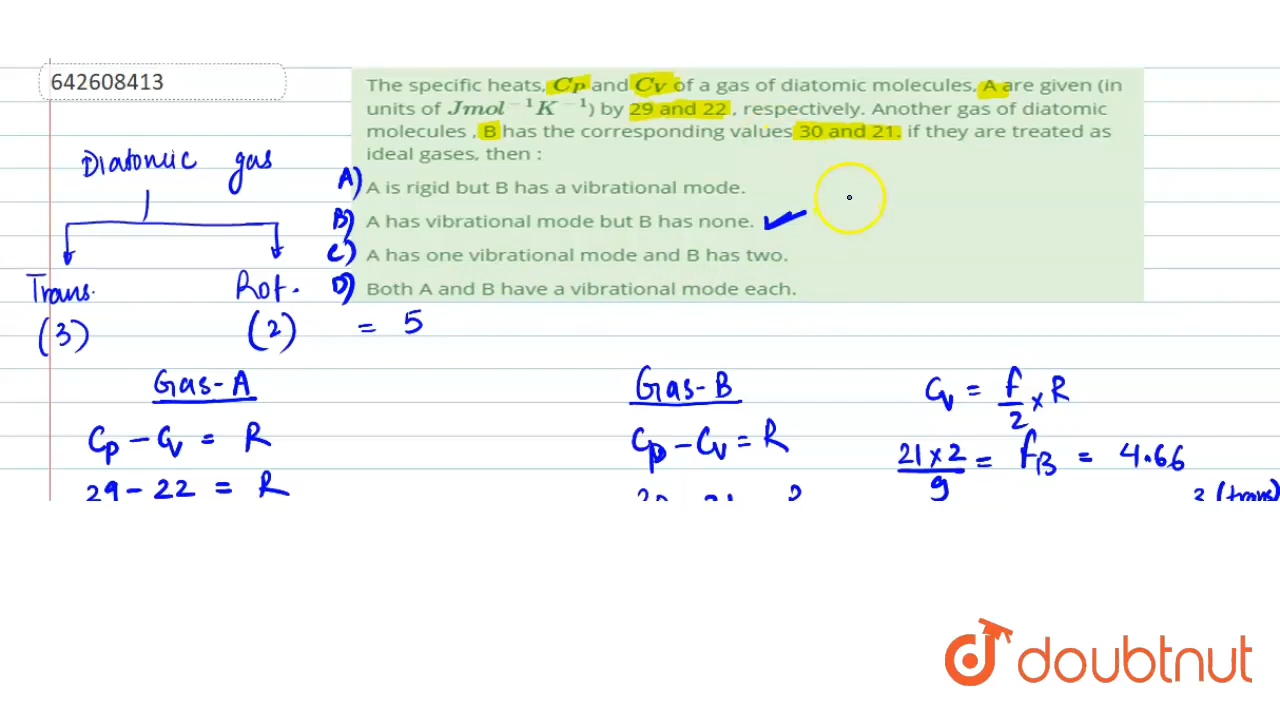 642608413
The specific heats, C_P and C_V of a gas of diatomic molecules, A are given (in
units of Jmol⁻¹K⁻¹) by 29 and 22 , respectively. Another gas of diatomic
molecules , B has the corresponding values 30 and 21. if they are treated as
ideal gases, then :
A) A is rigid but B has a vibrational mode.
B) A has vibrational mode but B has none.
C) A has one vibrational mode and B has two.
D) Both A and B have a vibrational mode each.
Diatomic gas
Trans. Rot.
(3) (2) = 5
Gas-A
Cp - Cv = R
29 - 22 = R
Gas-B
Cp - Cv = R
Cv = f/2 × R
21 × 2 / 9 = fB = 4.66
3 (trans)
doubtnut